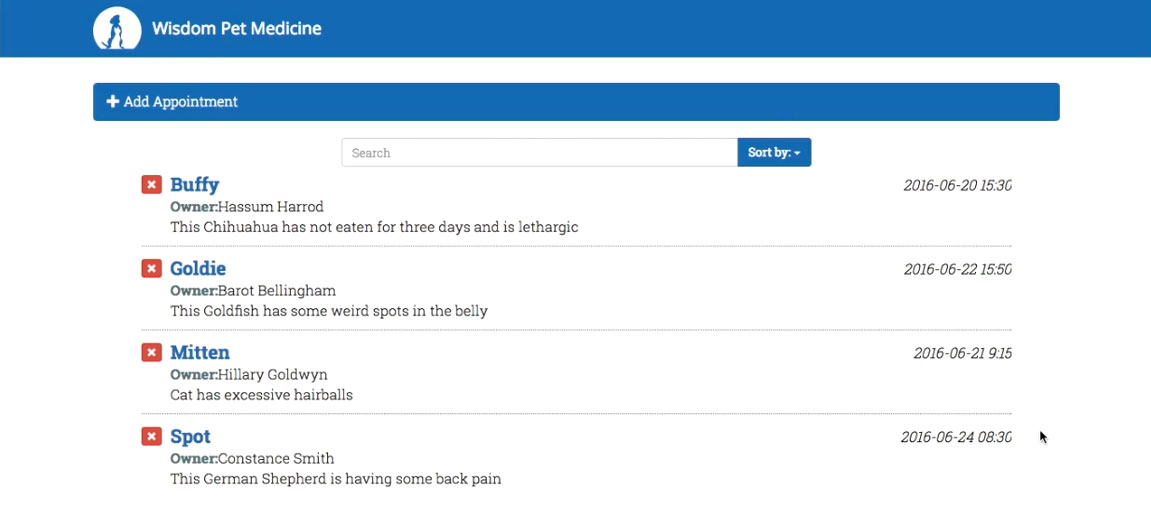 Wisdom Pet Medicine
Add Appointment
Search
Sort by:
Buffy
2016-06-20 15:30
Owner:Hassum Harrod
This Chihuahua has not eaten for three days and is lethargic
Goldie
2016-06-22 15:50
Owner:Barot Bellingham
This Goldfish has some weird spots in the belly
Mitten
2016-06-21 9:15
Owner:Hillary Goldwyn
Cat has excessive hairballs
Spot
2016-06-24 08:30
Owner:Constance Smith
This German Shepherd is having some back pain